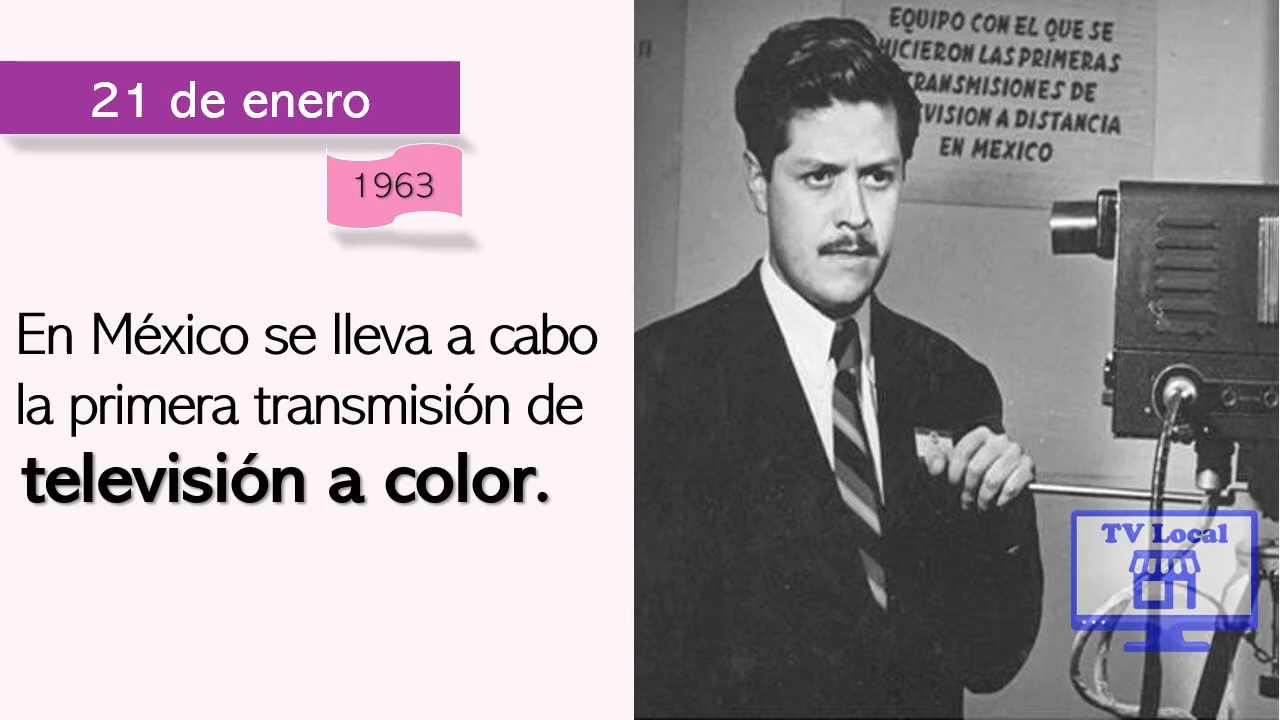 21 de enero
1963
En México se lleva a cabo
la primera transmisión de
televisión a color.
EQUIPO CON EL QUE SE
HICIERON LAS PRIMERAS
TRANSMISIONES DE
VISION A DISTANCIA
EN MEXICO
TV Local